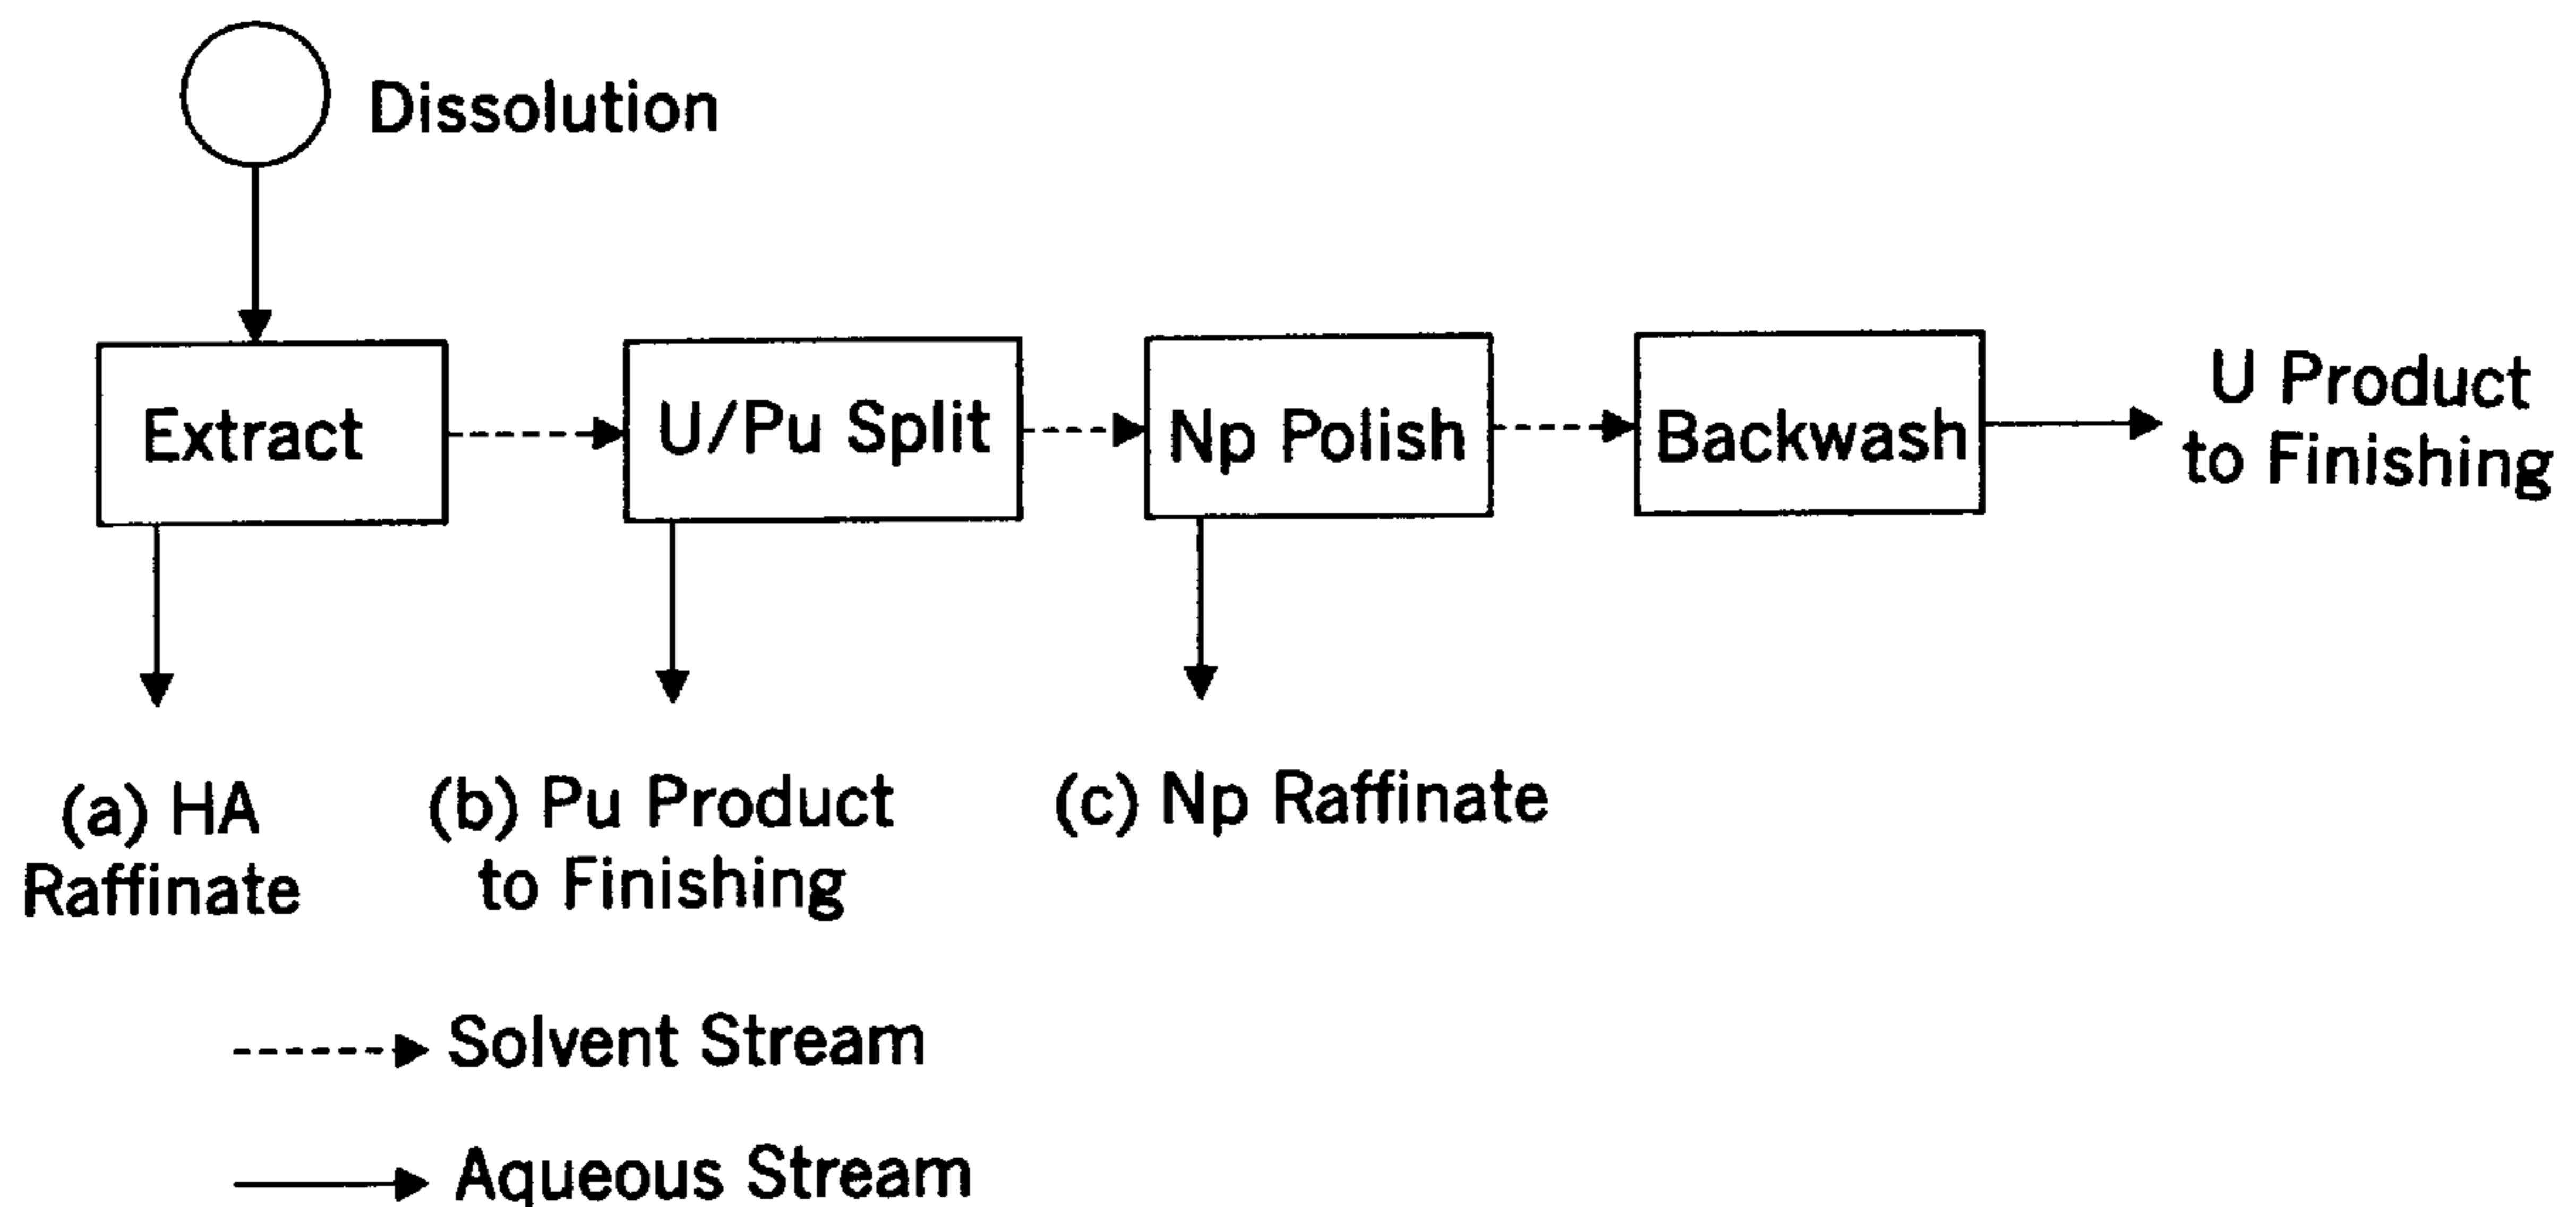 Dissolution
Extract
U/Pu Split
Np Polish
Backwash
U Product
to Finishing
(a) HA
Raffinate
(b) Pu Product
to Finishing
(c) Np Raffinate
Solvent Stream
Aqueous Stream